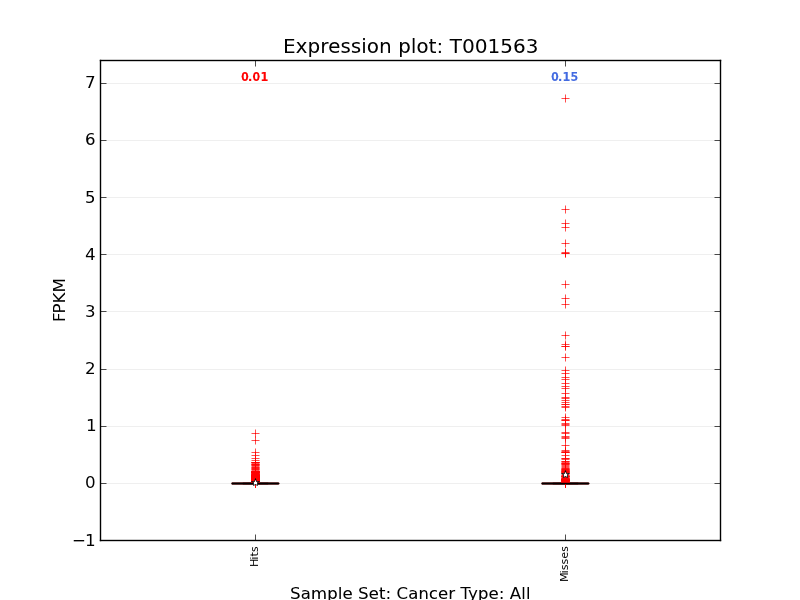 Expression plot: T001563
0.01
0.15
7
6
5
4
3
2
1
0
−1
FPKM
Hits
Misses
Sample Set: Cancer Type: All